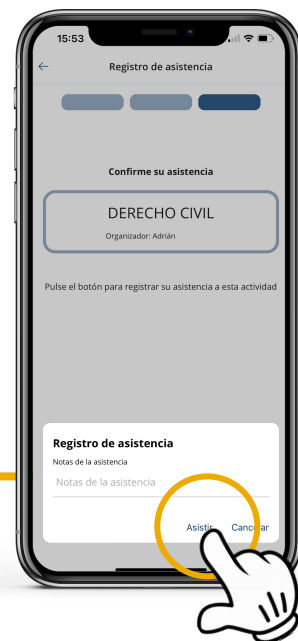 15:53
Registro de asistencia
Confirme su asistencia
DERECHO CIVIL
Organizador: Adrián
Pulse el botón para registrar su asistencia a esta actividad
Registro de asistencia
Notas de la asistencia
Notas de la asistencia
Asistir Cancelar